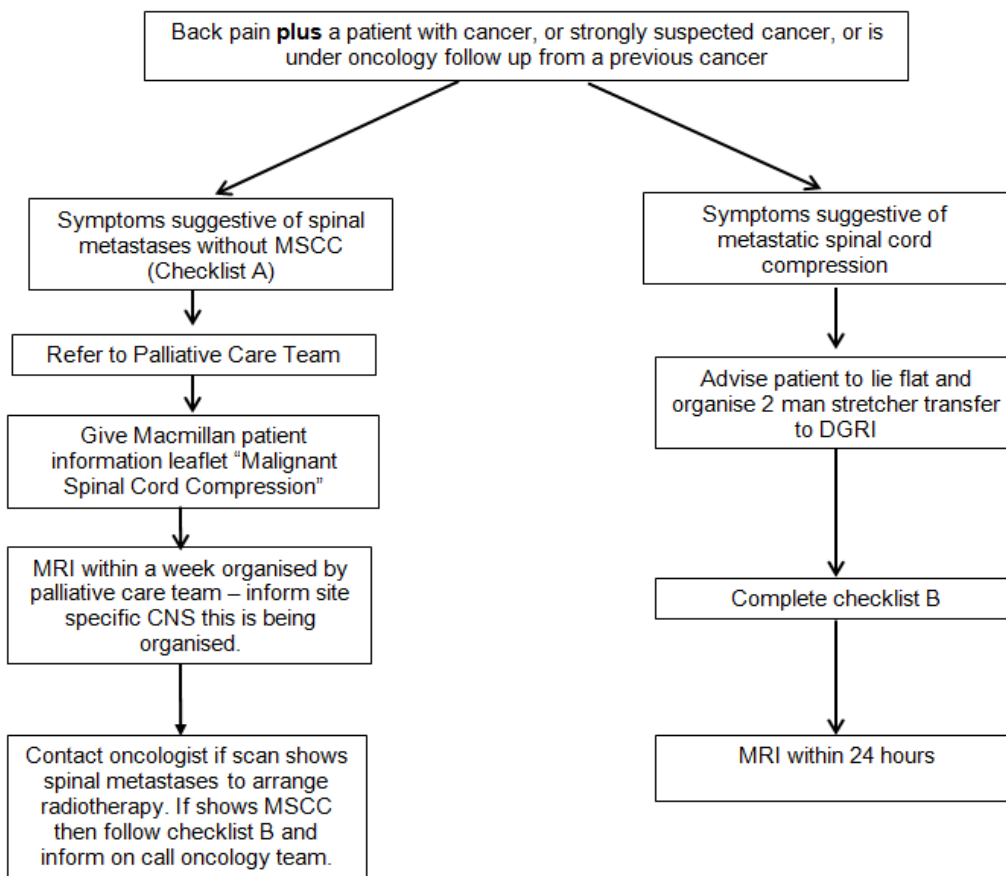 Back pain plus a patient with cancer, or strongly suspected cancer, or is
under oncology follow up from a previous cancer
Symptoms suggestive of spinal
metastases without MSCC
(Checklist A)
Refer to Palliative Care Team
Give Macmillan patient
information leaflet “Malignant
Spinal Cord Compression”
MRI within a week organised by
palliative care team – inform site
specific CNS this is being
organised.
Contact oncologist if scan shows
spinal metastases to arrange
radiotherapy. If shows MSCC
then follow checklist B and
inform on call oncology team.
Symptoms suggestive of
metastatic spinal cord
compression
Advise patient to lie flat and
organise 2 man stretcher transfer
to DGRI
Complete checklist B
MRI within 24 hours